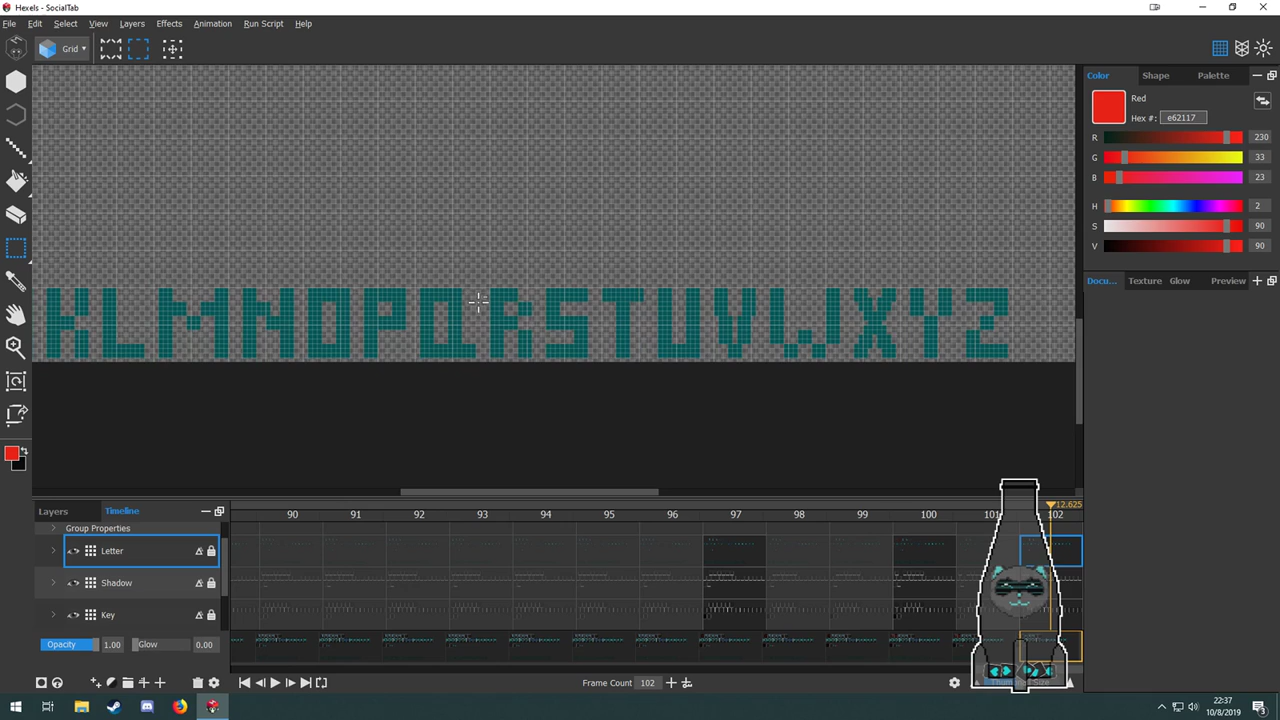 Hexels - SocialTab
File Edit Select View Layers Effects Animation Run Script Help
Grid
Color Shape Palette
Red
Hex #: e62117
R 230
G 33
B 23
H 2
S 90
V 90
Docu... Texture Glow Preview
KLMNOPQRSTUVWXYZ
Layers Timeline
12.625
90 91 92 93 94 95 96 97 98 99 100 101 102
Group Properties
Letter
Shadow
Key
Opacity 1.00 Glow 0.00
Frame Count 102
Size
22:37
10/8/2019
3